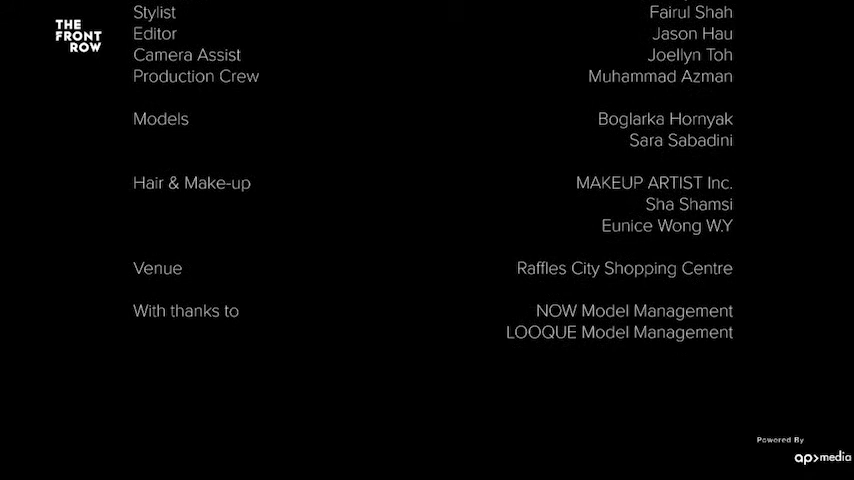 THE
FRONT
ROW
Stylist Fairul Shah
Editor Jason Hau
Camera Assist Joellyn Toh
Production Crew Muhammad Azman
Models Boglarka Hornyak
Sara Sabadini
Hair & Make-up MAKEUP ARTIST Inc.
Sha Shamsi
Eunice Wong W.Y
Venue Raffles City Shopping Centre
With thanks to NOW Model Management
LOOQUE Model Management
Powered By
ap>media